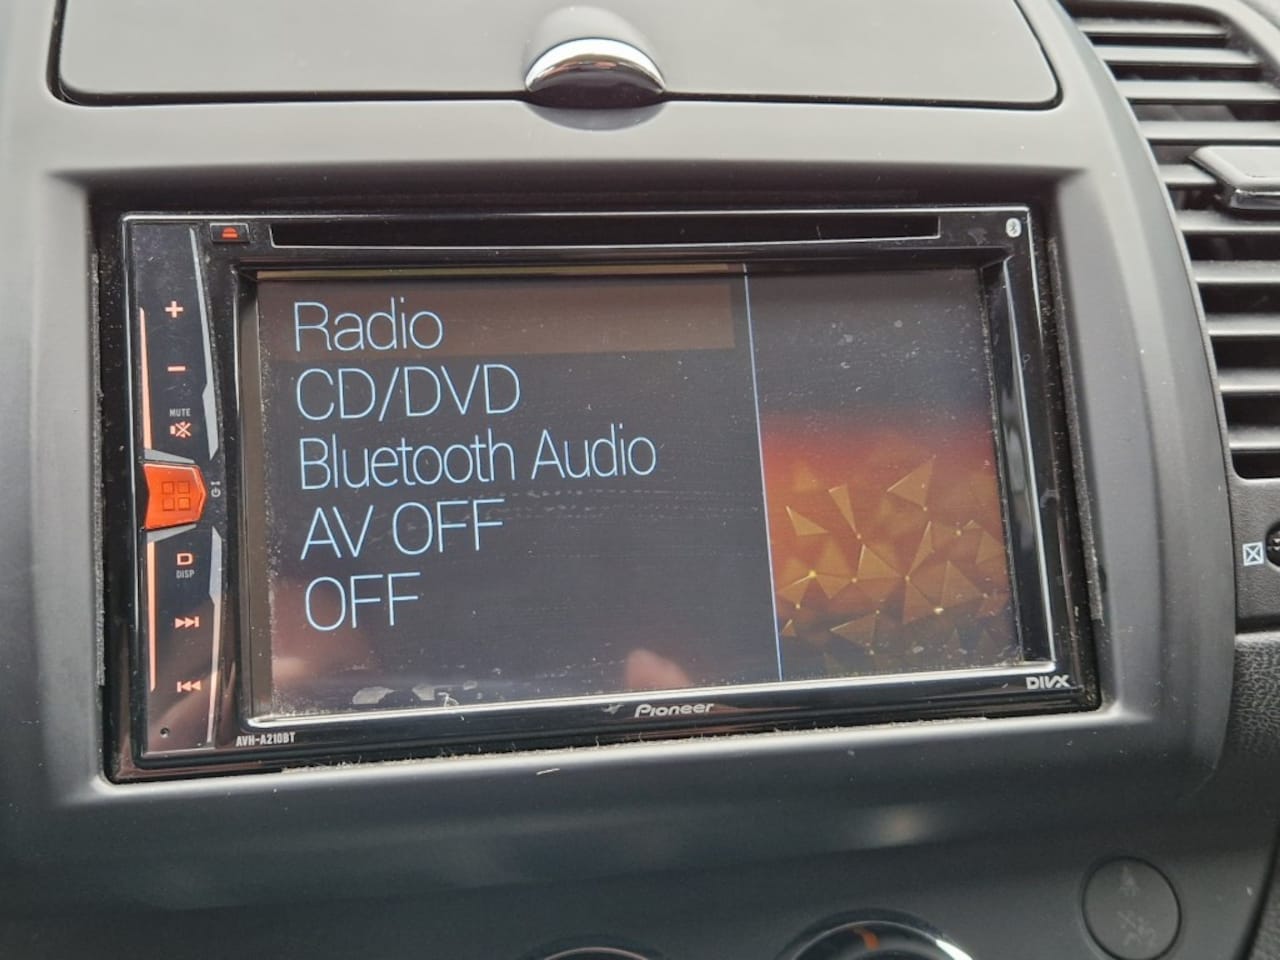 Radio
CD/DVD
Bluetooth Audio
AV OFF
OFF
MUTE
D
DISP
AVH-A210BT
Pioneer
DIVX